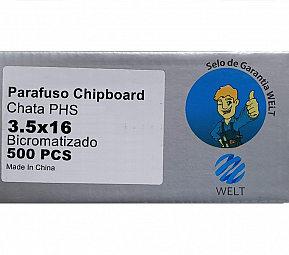 Parafuso Chipboard
Chata PHS
3.5x16
Bicromatizado
500 PCS
Made In China
Selo de Garantia WELT
WELT